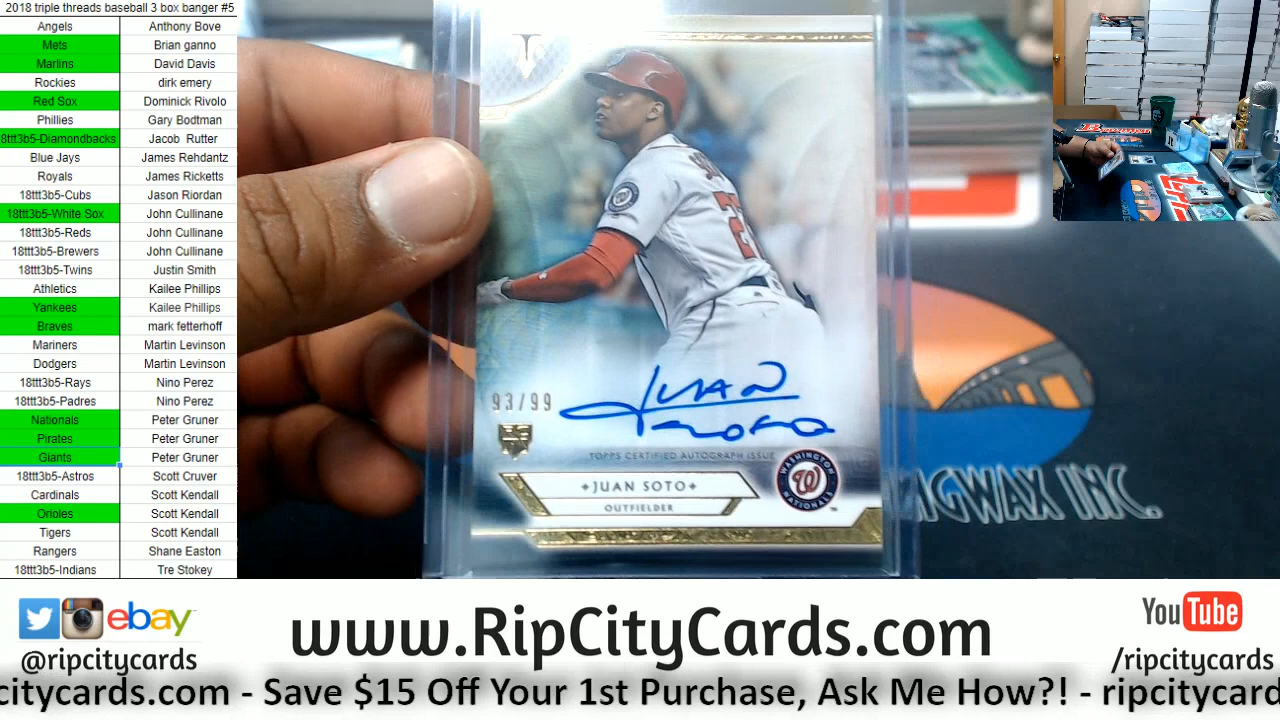 2018 triple threads baseball 3 box banger #5
Angels Anthony Bove
Mets Brian ganno
Marlins David Davis
Rockies dirk emery
Red Sox Dominick Rivolo
Phillies Gary Bodtman
8ttt3b5-Diamondbacks Jacob Rutter
Blue Jays James Rehdantz
Royals James Ricketts
18ttt3b5-Cubs Jason Riordan
18ttt3b5-White Sox John Cullinane
18ttt3b5-Reds John Cullinane
18ttt3b5-Brewers John Cullinane
18ttt3b5-Twins Justin Smith
Athletics Kailee Phillips
Yankees Kailee Phillips
Braves mark fetterhoff
Mariners Martin Levinson
Dodgers Martin Levinson
18ttt3b5-Rays Nino Perez
18ttt3b5-Padres Nino Perez
Nationals Peter Gruner
Pirates Peter Gruner
Giants Peter Gruner
18ttt3b5-Astros Scott Cruver
Cardinals Scott Kendall
Orioles Scott Kendall
Tigers Scott Kendall
Rangers Shane Easton
18ttt3b5-Indians Tre Stokey
93/99
Juan Soto
TOPPS CERTIFIED AUTOGRAPH ISSUE
JUAN SOTO
OUTFIELDER
WASHINGTON
W
NATIONALS
NGWAX INC.
ebay
@ripcitycards
www.RipCityCards.com
YouTube
/ripcitycards
citycards.com - Save $15 Off Your 1st Purchase, Ask Me How?! - ripcitycard